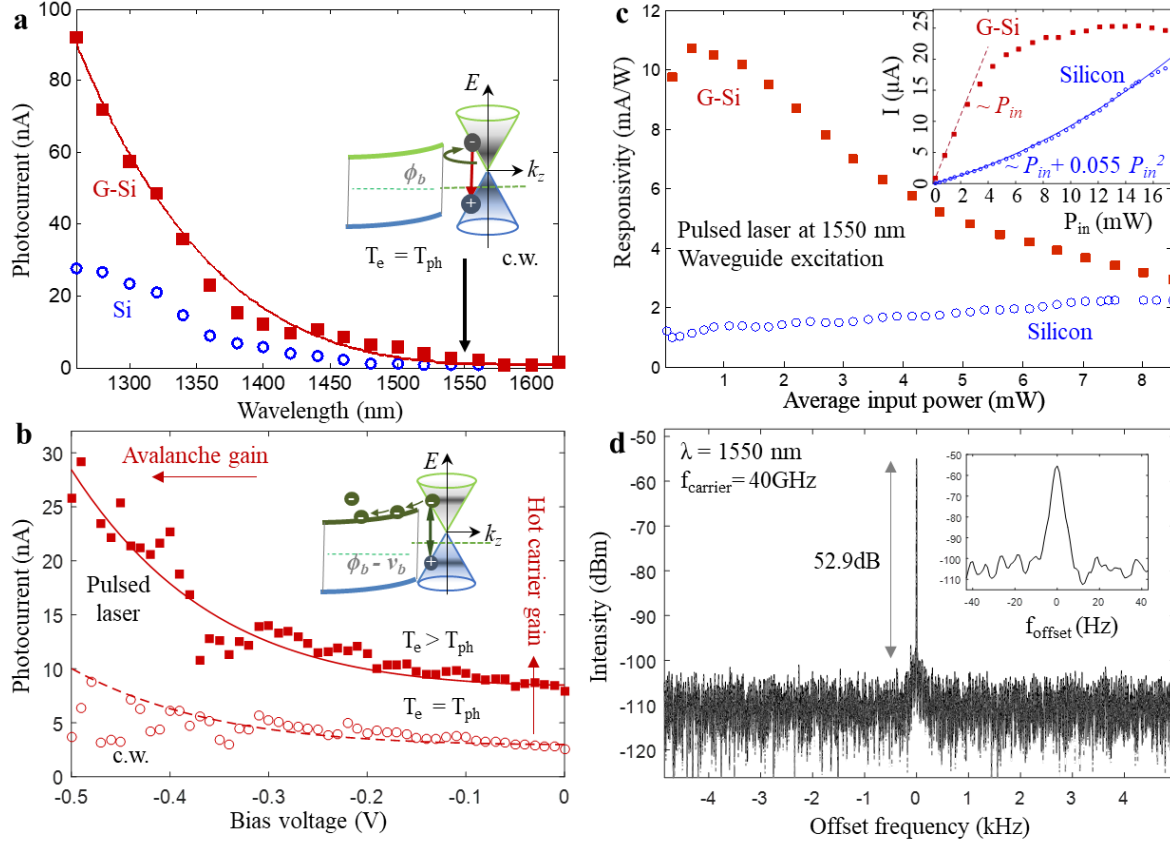 a
100
80
60
40
20
0
Photocurrent (nA)
G-Si
Si
E
k_z
ϕ_b
−
+
T_e = T_ph
c.w.
1300 1400 1500 1550 1600
Wavelength (nm)
b
30
25
20
15
10
5
0
Photocurrent (nA)
Avalanche gain
Hot carrier gain
E
k_z
− − − −
+
ϕ_b - v_b
Pulsed
laser
T_e > T_ph
T_e = T_ph
c.w.
-0.5 -0.4 -0.3 -0.2 -0.1 0
Bias voltage (V)
c
12
10
8
6
4
2
0
Responsivity (mA/W)
G-Si
Pulsed laser at 1550 nm
Waveguide excitation
Silicon
0 1 2 3 4 5 6 7 8
Average input power (mW)
25
20
15
10
5
0
I (μA)
G-Si
Silicon
~ P_in
~ P_in + 0.055 P_in^2
0 2 4 6 8 10 12 14 16
P_in (mW)
d
-50
-60
-70
-80
-90
-100
-110
-120
Intensity (dBm)
λ = 1550 nm
f_carrier = 40GHz
52.9dB
-50
-60
-70
-80
-90
-100
-110
-40 -20 0 20 40
f_offset (Hz)
-4 -3 -2 -1 0 1 2 3 4
Offset frequency (kHz)